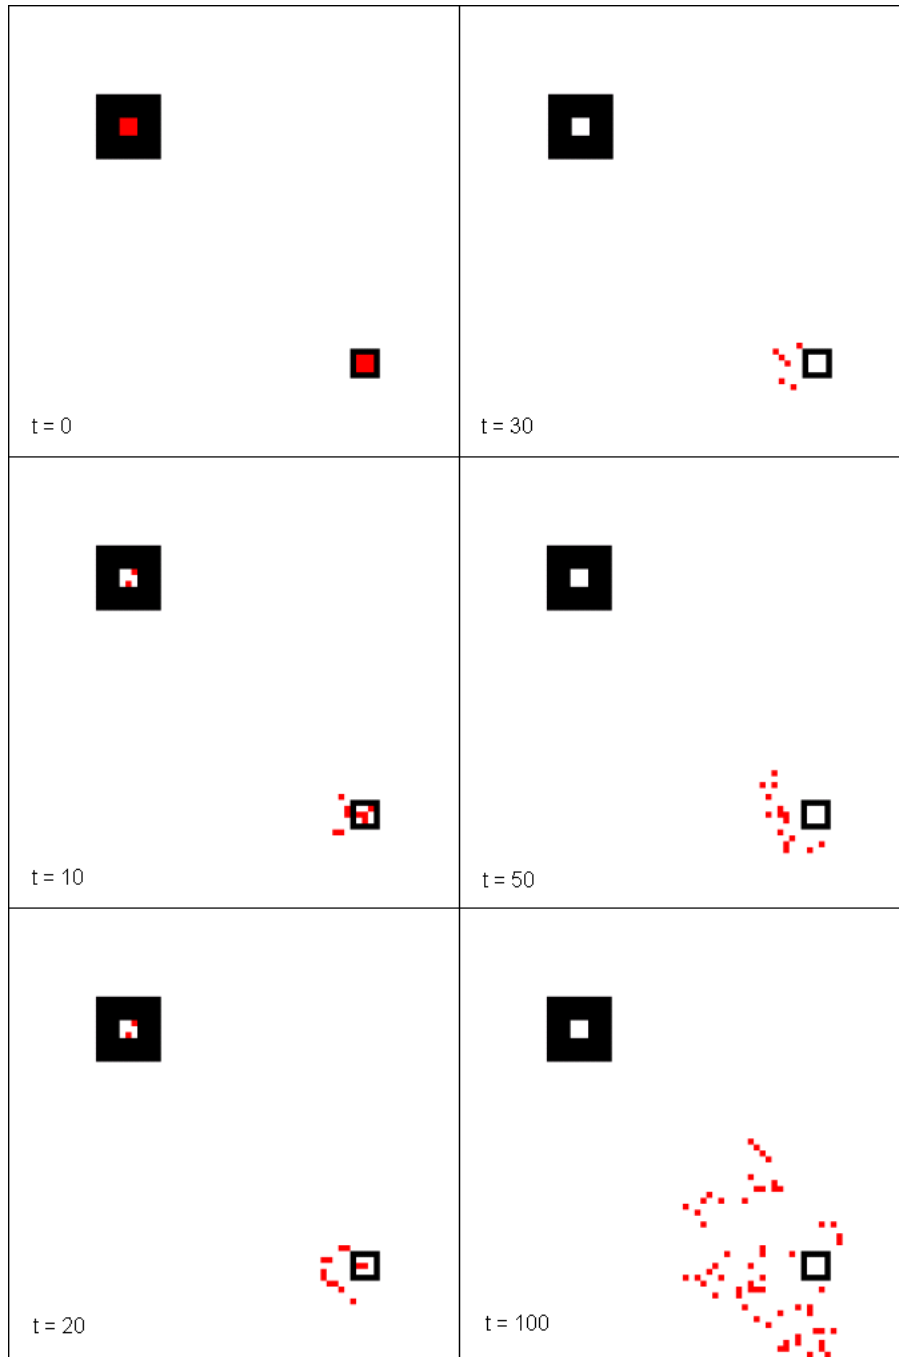 t = 0
t = 30
t = 10
t = 50
t = 20
t = 100